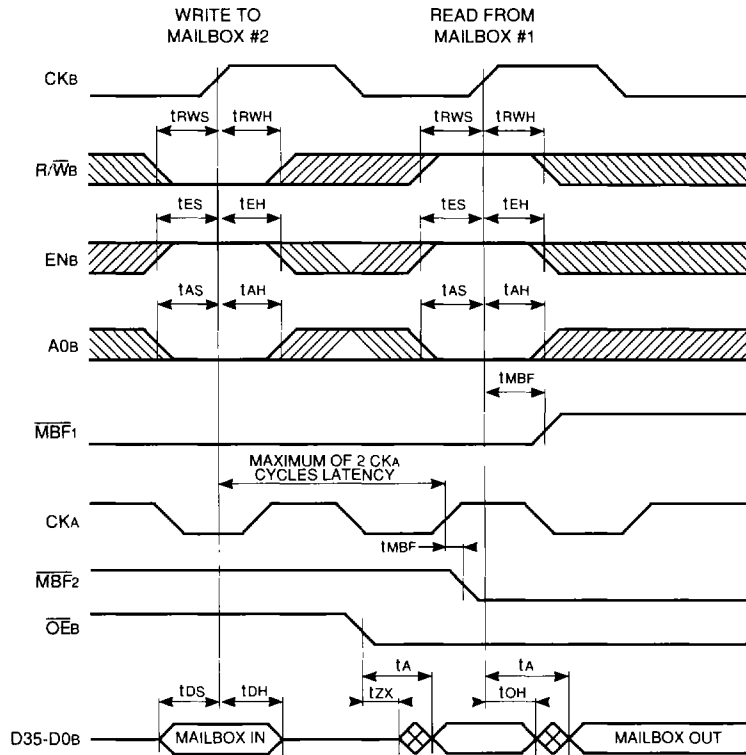 WRITE TO
MAILBOX #2
READ FROM
MAILBOX #1
CKB
tRWS tRWH tRWS tRWH
R/W̅B
tES tEH tES tEH
ENB
tAS tAH tAS tAH
A0B
tMBF
M̅B̅F̅1
MAXIMUM OF 2 CKA
CYCLES LATENCY
CKA
tMBF
M̅B̅F̅2
O̅E̅B
tA tA
tDS tDH tZX tOH
D35-D0B MAILBOX IN MAILBOX OUT